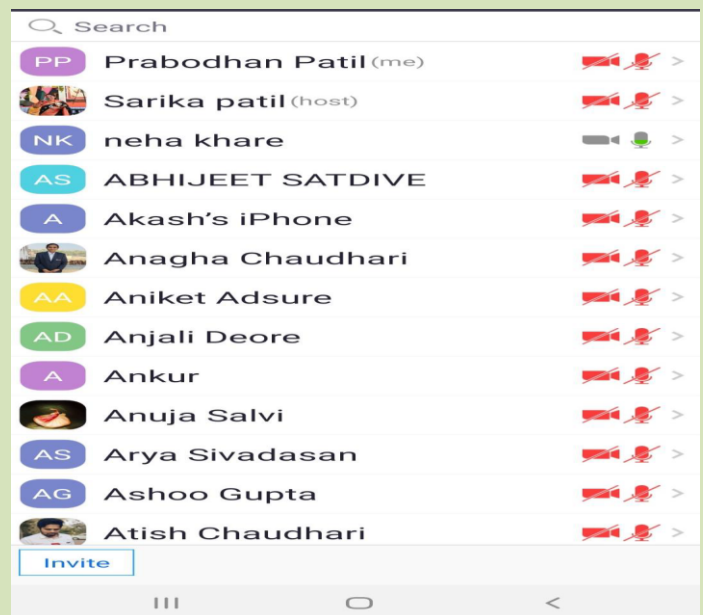 Search
PP Prabodhan Patil (me)
Sarika patil (host)
NK neha khare
AS ABHIJEET SATDIVE
A Akash's iPhone
Anagha Chaudhari
AA Aniket Adsure
AD Anjali Deore
A Ankur
Anuja Salvi
AS Arya Sivadasan
AG Ashoo Gupta
Atish Chaudhari
Invite